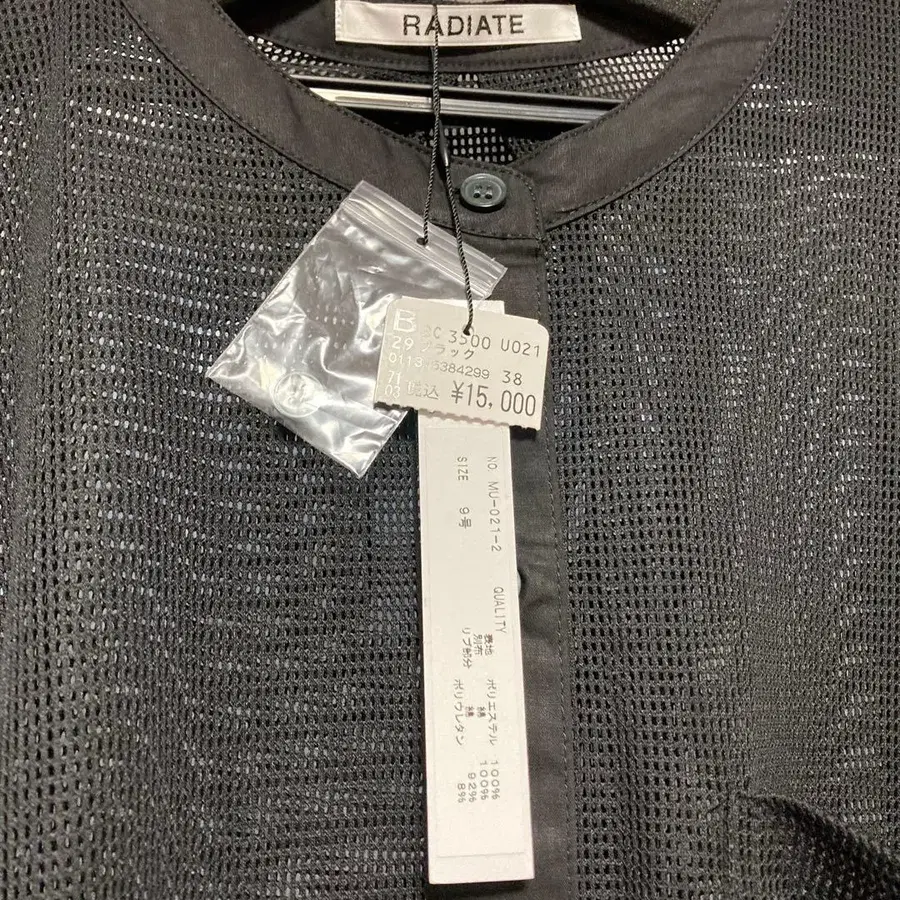 RADIATE
B 3500 U021
29 ブラック
38
71
03 税込 ¥15,000
NO. MU-021-2
SIZE 9号
QUALITY
表地 ポリエステル 100%
別布 綿 100%
リブ部分 綿 92%
ポリウレタン 8%